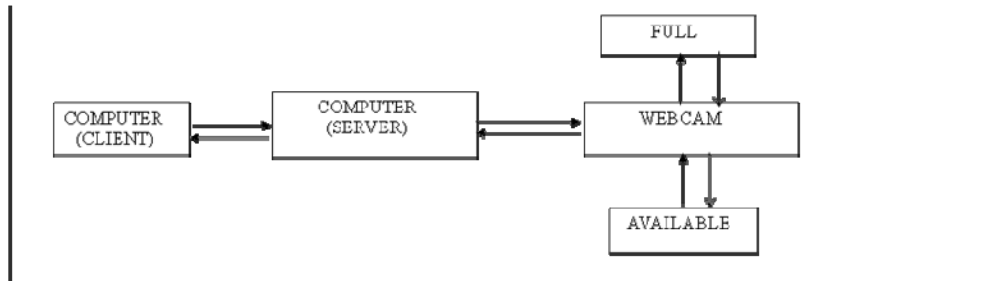 FULL
COMPUTER
(CLIENT)
COMPUTER
(SERVER)
WEBCAM
AVAILABLE